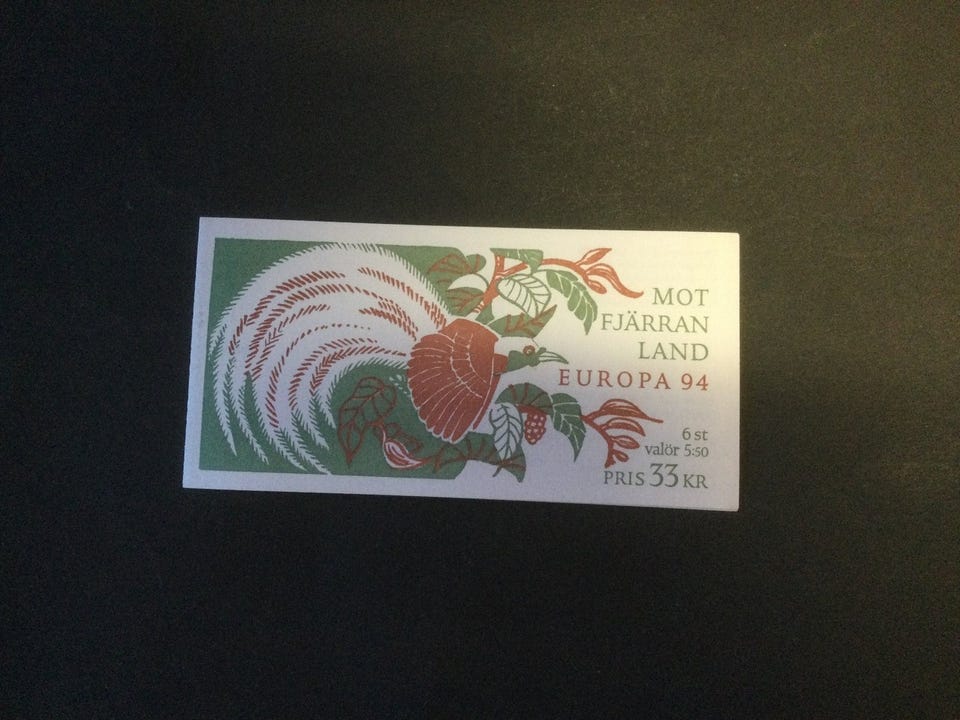 MOT
FJÄRRAN
LAND
EUROPA 94
6 st
valör 5:50
PRIS 33 KR